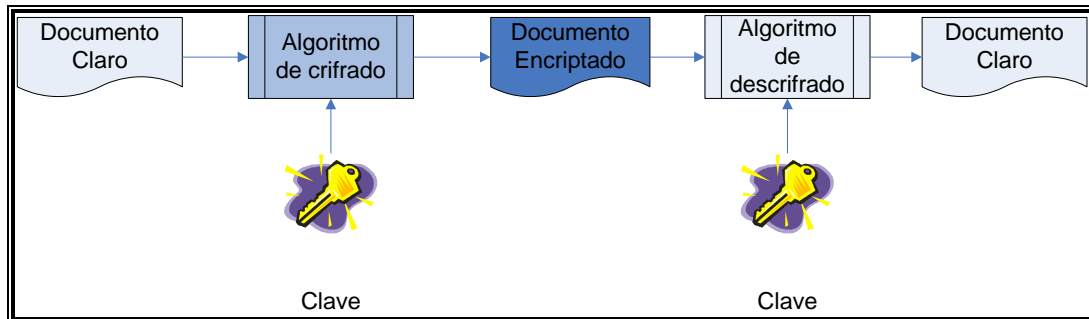 Documento
Claro
Algoritmo
de crifrado
Documento
Encriptado
Algoritmo
de
descrifrado
Documento
Claro
Clave
Clave